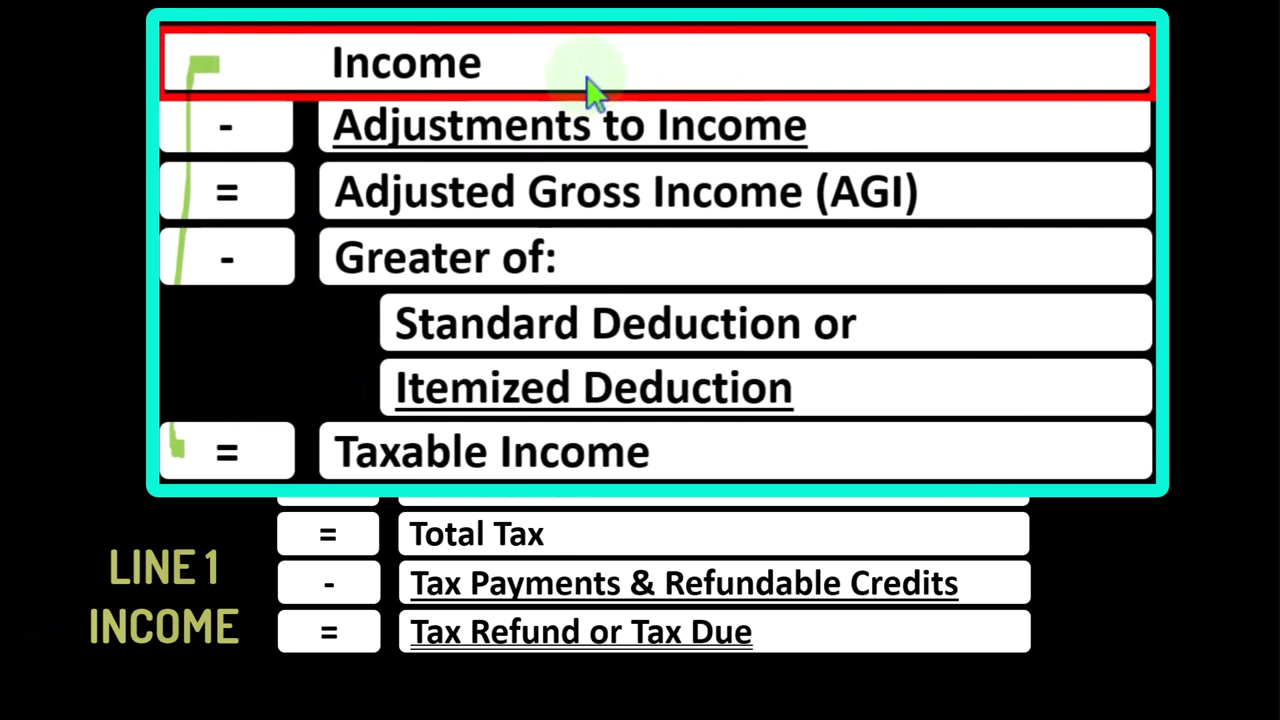 Income
- Adjustments to Income
= Adjusted Gross Income (AGI)
- Greater of:
Standard Deduction or
Itemized Deduction
= Taxable Income
= Total Tax
- Tax Payments & Refundable Credits
= Tax Refund or Tax Due
LINE 1
INCOME